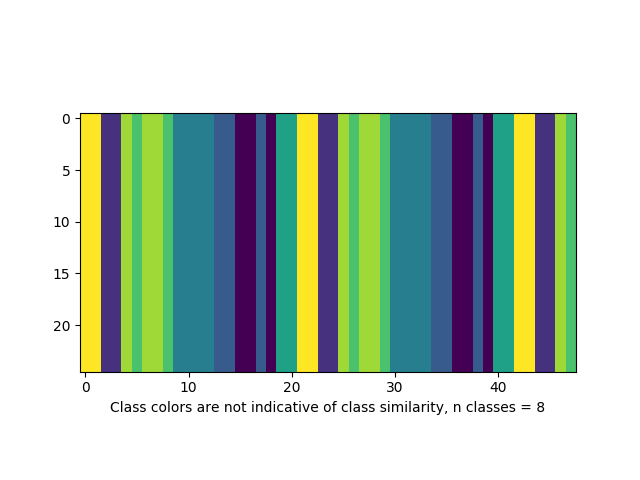 0
5
10
15
20
0 10 20 30 40
Class colors are not indicative of class similarity, n classes = 8